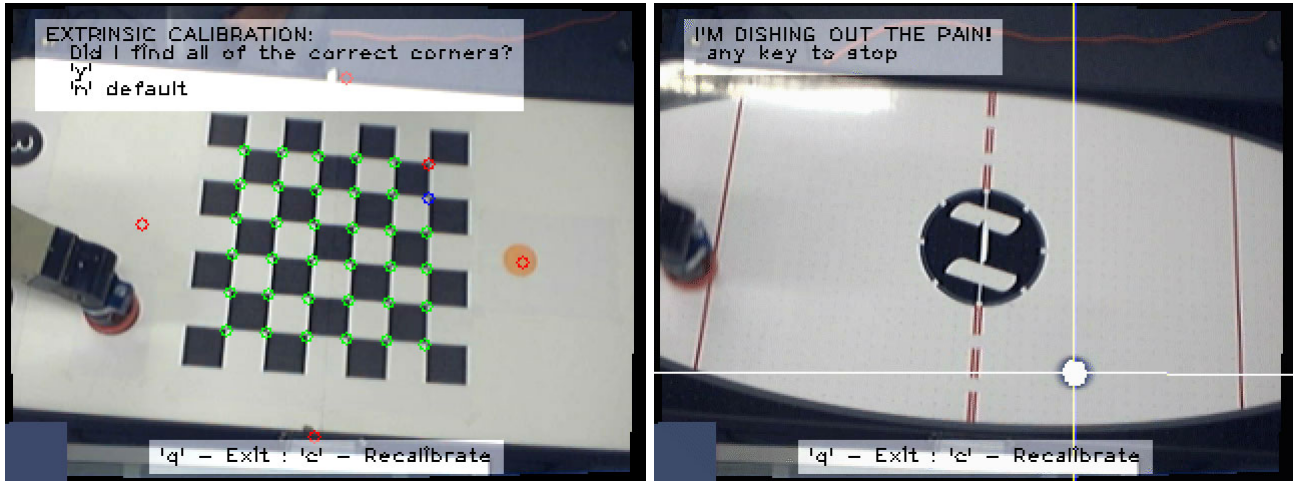 EXTRINSIC CALIBRATION:
Did I find all of the correct corners?
'y'
'n' default
'q' - Exit : 'c' - Recalibrate
I'M DISHING OUT THE PAIN!
any key to stop
'q' - Exit : 'c' - Recalibrate